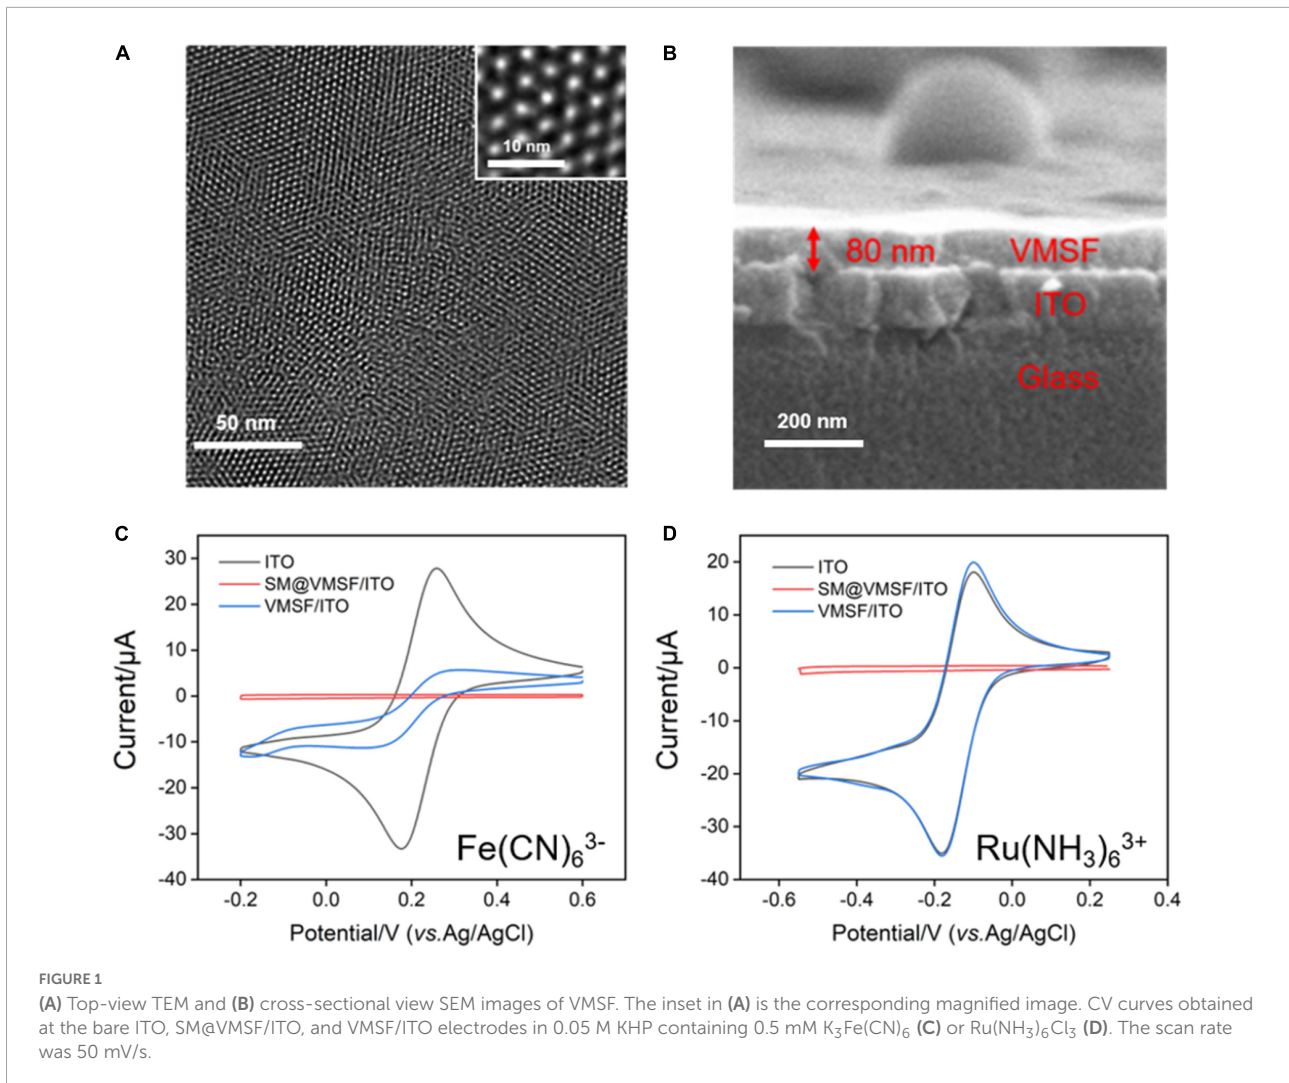 A
10 nm
50 nm
B
80 nm
VMSF
ITO
Glass
200 nm
C
ITO
SM@VMSF/ITO
VMSF/ITO
30
20
10
0
-10
-20
-30
-40
Current/μA
Fe(CN)₆³⁻
-0.2
0.0
0.2
0.4
0.6
Potential/V (vs.Ag/AgCl)
D
ITO
SM@VMSF/ITO
VMSF/ITO
20
10
0
-10
-20
-30
-40
Current/μA
Ru(NH₃)₆³⁺
-0.6
-0.4
-0.2
0.0
0.2
0.4
Potential/V (vs.Ag/AgCl)
FIGURE 1
(A) Top-view TEM and (B) cross-sectional view SEM images of VMSF. The inset in (A) is the corresponding magnified image. CV curves obtained
at the bare ITO, SM@VMSF/ITO, and VMSF/ITO electrodes in 0.05 M KHP containing 0.5 mM K₃Fe(CN)₆ (C) or Ru(NH₃)₆Cl₃ (D). The scan rate
was 50 mV/s.